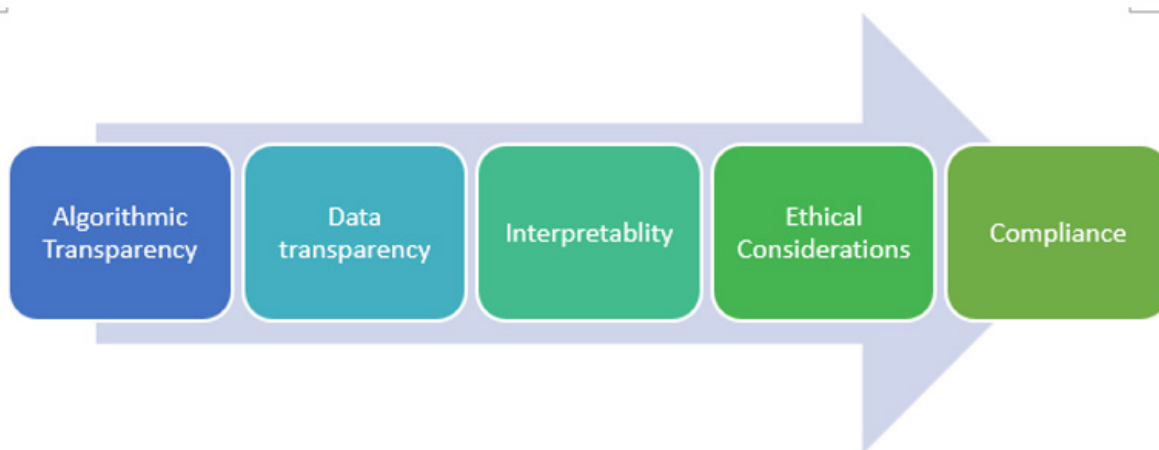 Algorithmic
Transparency
Data
transparency
Interpretablity
Ethical
Considerations
Compliance